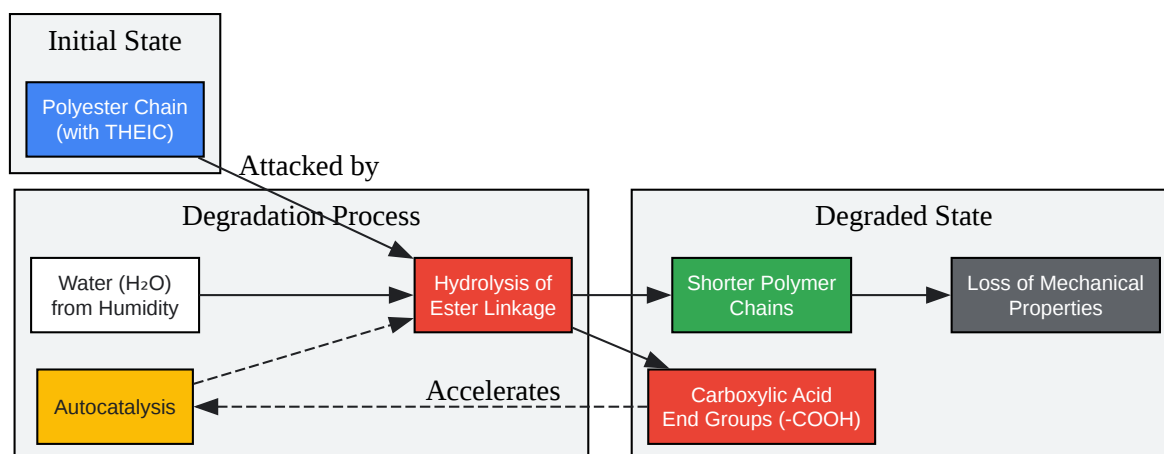 Initial State
Polyester Chain
(with THEIC)
Attacked by
Degradation Process
Water (H₂O)
from Humidity
Hydrolysis of
Ester Linkage
Autocatalysis
Accelerates
Degraded State
Shorter Polymer
Chains
Loss of Mechanical
Properties
Carboxylic Acid
End Groups (-COOH)